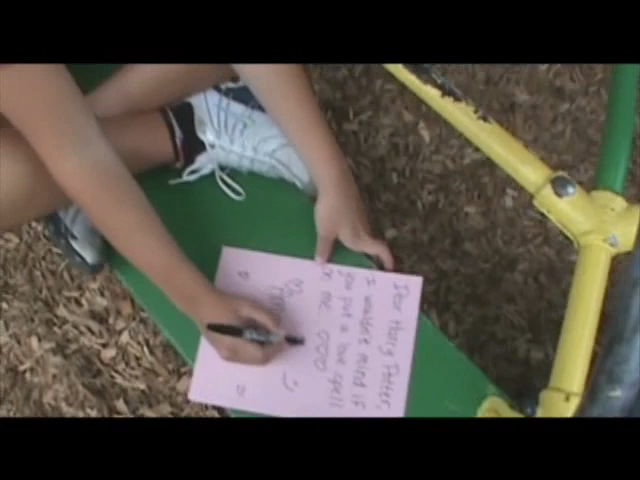 Dear Harry Potter,
I wouldn't mind if
you put a love spell
on me. OOO
:)